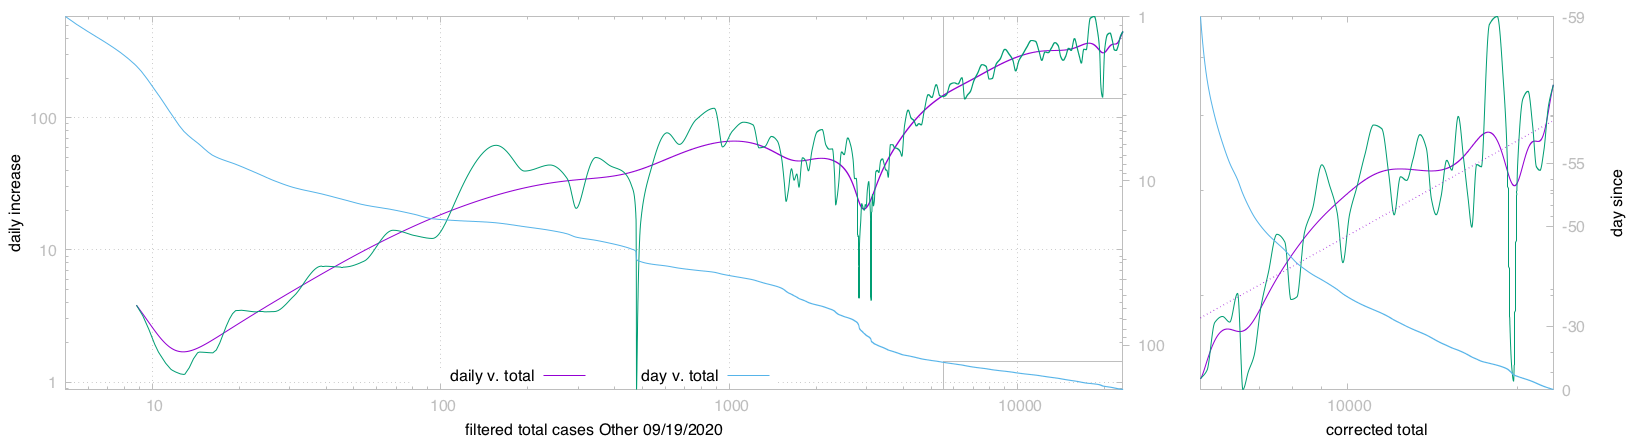 daily increase
100
10
1
10
100
1000
10000
1
10
100
daily v. total
day v. total
filtered total cases Other 09/19/2020
-59
-55
-50
-30
0
10000
day since
corrected total